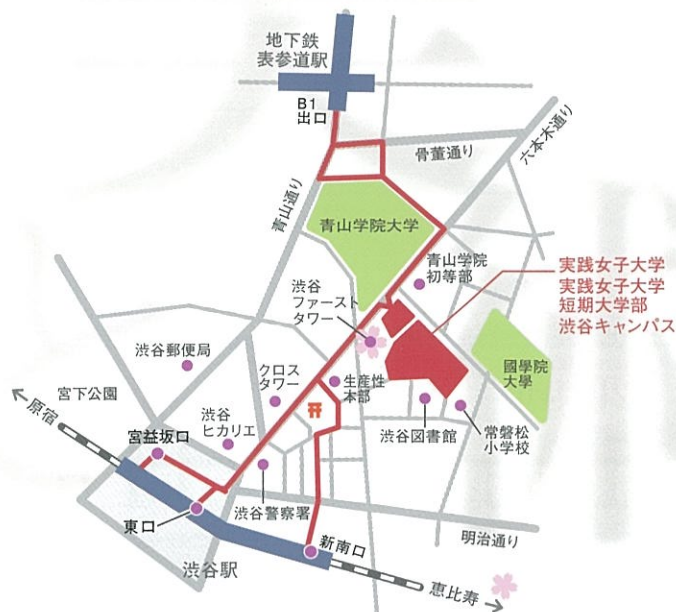 地下鉄
表参道駅
B1
出口
骨董通り
六本木通り
青山通り
青山学院大学
青山学院
初等部
実践女子大学
実践女子大学
短期大学部
渋谷キャンパス
渋谷
ファースト
タワー
渋谷郵便局
クロス
タワー
生産性
本部
國學院
大學
宮下公園
原宿
宮益坂口
渋谷
ヒカリエ
渋谷図書館
常磐松
小学校
東口
渋谷警察署
新南口
明治通り
渋谷駅
恵比寿